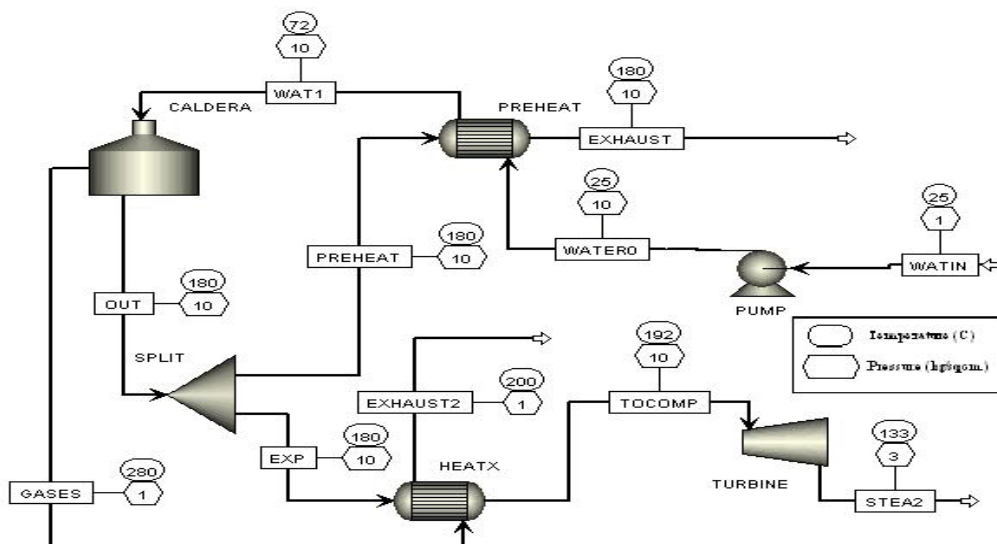 72
10
WAT1
CALDERA
PREHEAT
180
10
EXHAUST
25
10
WATER0
25
1
WATIN
PUMP
PREHEAT
180
10
OUT
180
10
SPLIT
Temperature (C)
Pressure
EXHAUST2
200
1
192
10
TOCOMP
EXP
180
10
HEATX
TURBINE
133
3
STEA2
GASES
280
1